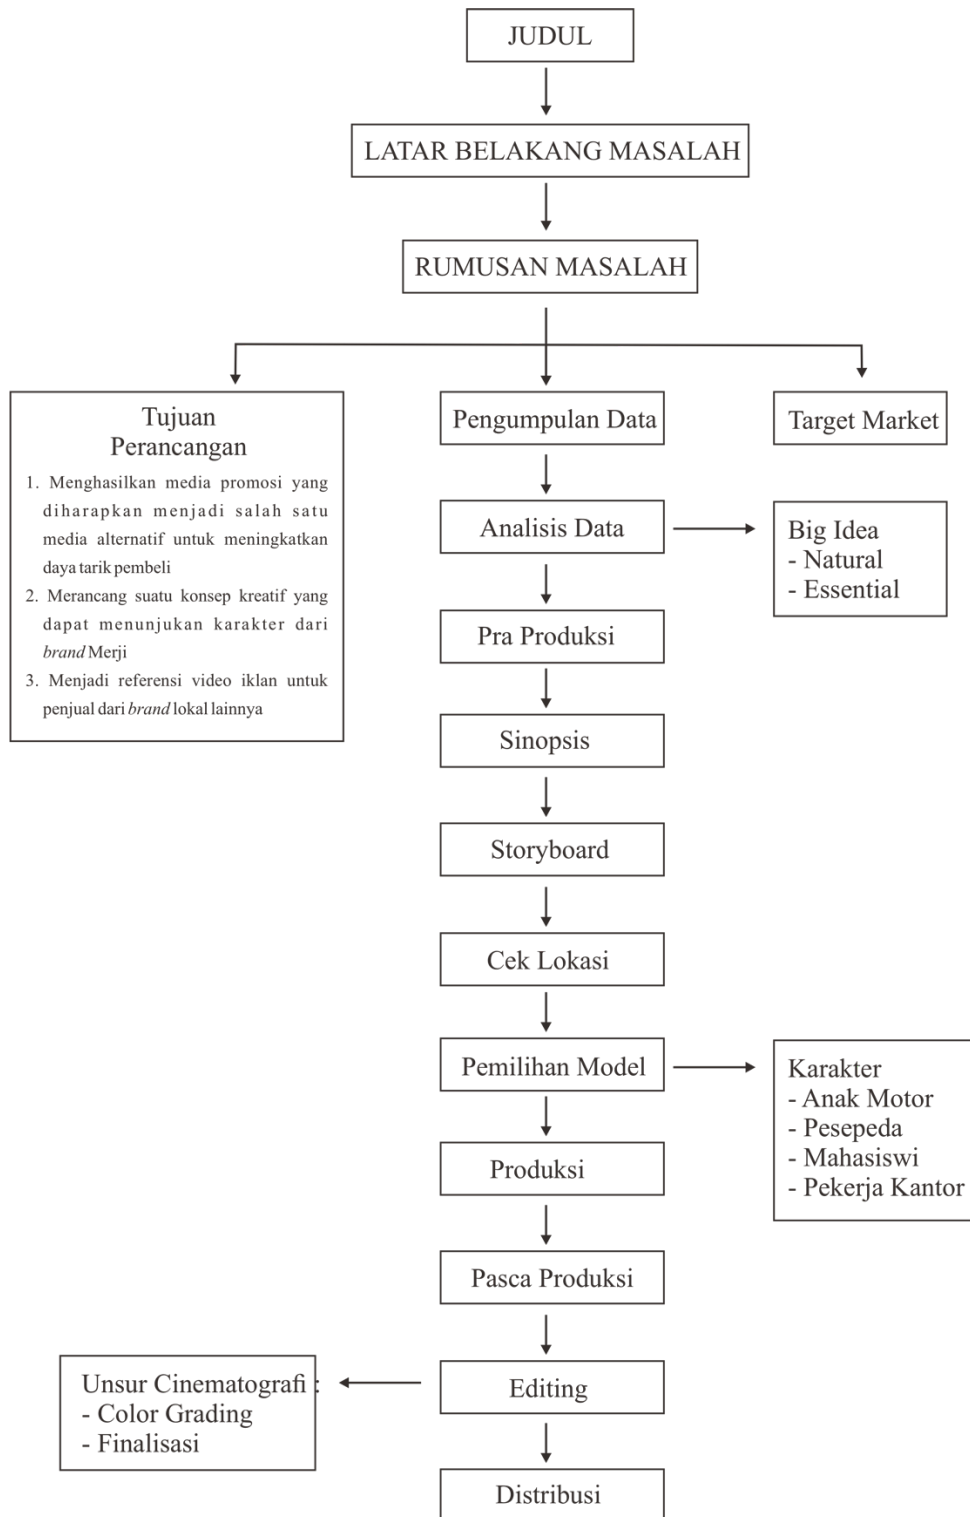 JUDUL
LATAR BELAKANG MASALAH
RUMUSAN MASALAH
Tujuan
Perancangan
1. Menghasilkan media promosi yang
diharapkan menjadi salah satu
media alternatif untuk meningkatkan
daya tarik pembeli
2. Merancang suatu konsep kreatif yang
dapat menunjukan karakter dari
brand Merji
3. Menjadi referensi video iklan untuk
penjual dari brand lokal lainnya
Pengumpulan Data
Target Market
Analisis Data
Big Idea
- Natural
- Essential
Pra Produksi
Sinopsis
Storyboard
Cek Lokasi
Pemilihan Model
Karakter
- Anak Motor
- Pesepeda
- Mahasiswi
- Pekerja Kantor
Produksi
Pasca Produksi
Editing
Unsur Cinematografi :
- Color Grading
- Finalisasi
Distribusi